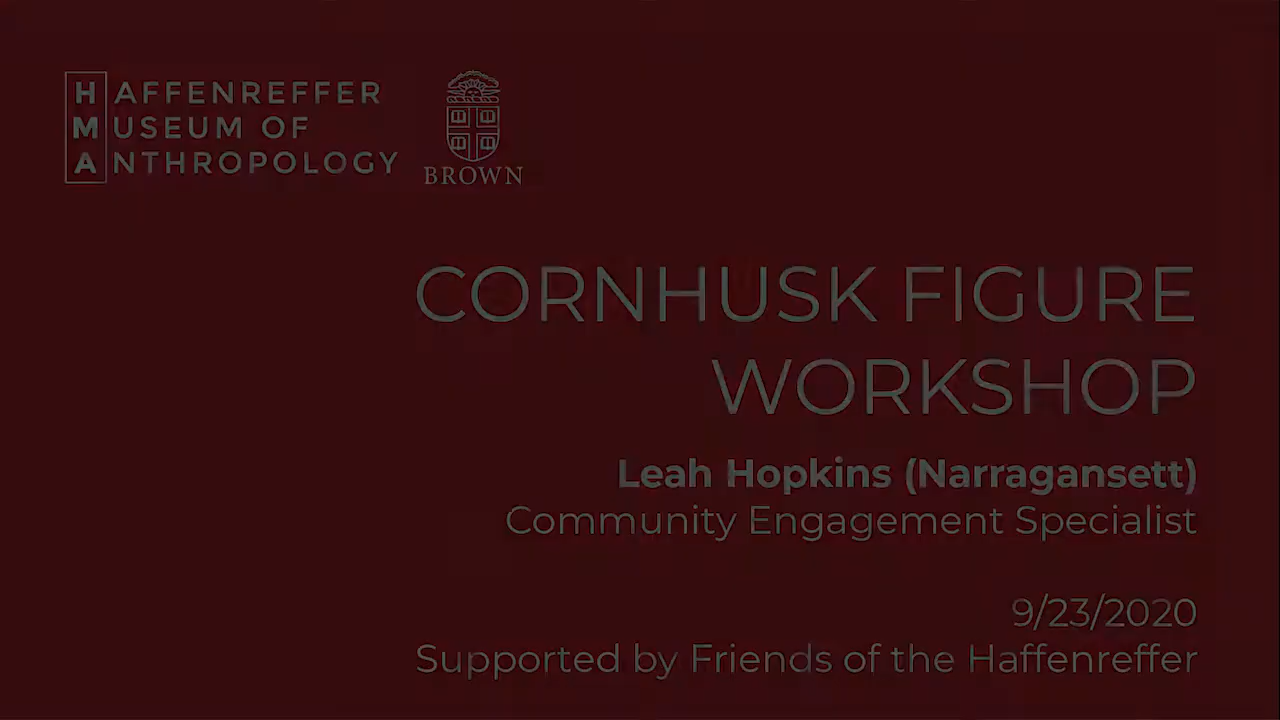 HAFFENREFFER
MUSEUM OF
ANTHROPOLOGY
BROWN
CORNHUSK FIGURE
WORKSHOP
Leah Hopkins (Narragansett)
Community Engagement Specialist
9/23/2020
Supported by Friends of the Haffenreffer